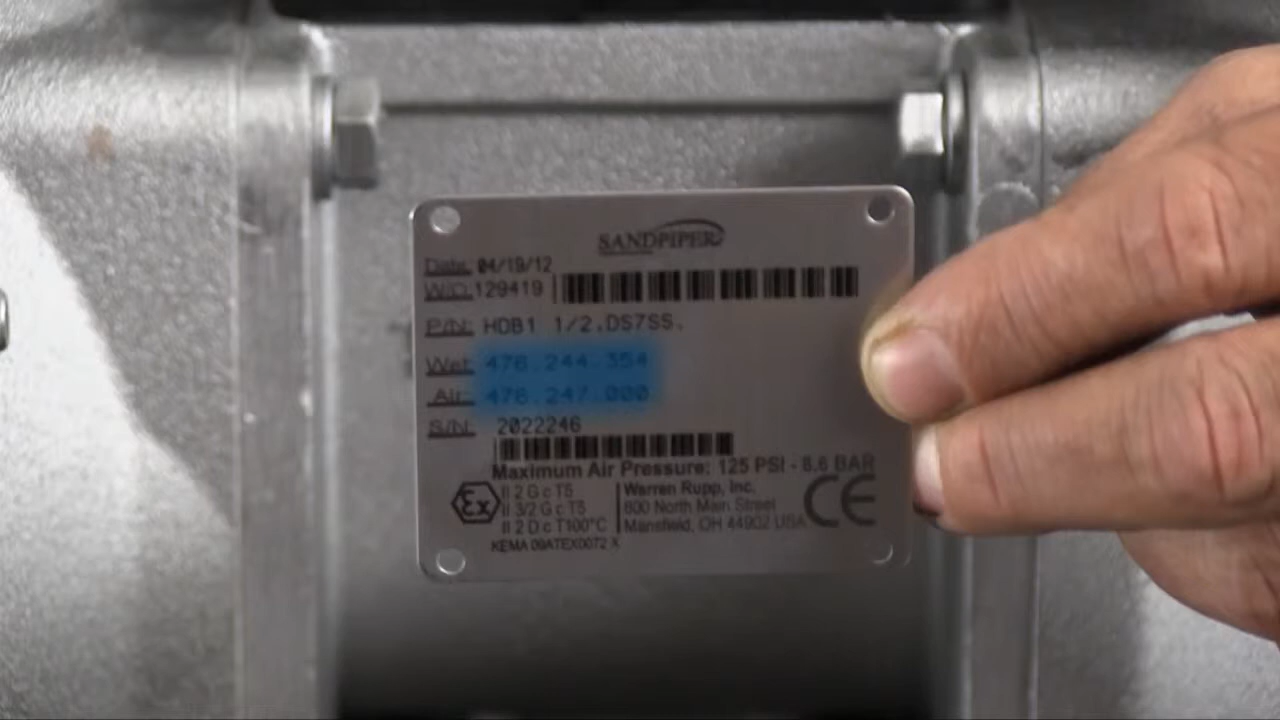 SANDPIPER
Date: 04/19/12
W/O: 129419
P/N: HDB1 1/2.DS7SS.
Wet: 476.244.354
Air: 476.247.000
S/N: 2022246
Maximum Air Pressure: 125 PSI - 8.6 BAR
Ex
II 2 G c T5
II 3/2 G c T5
II 2 D c T100°C
KEMA 09ATEX0072 X
Warren Rupp, Inc.
800 North Main Street
Mansfield, OH 44902 USA
CE